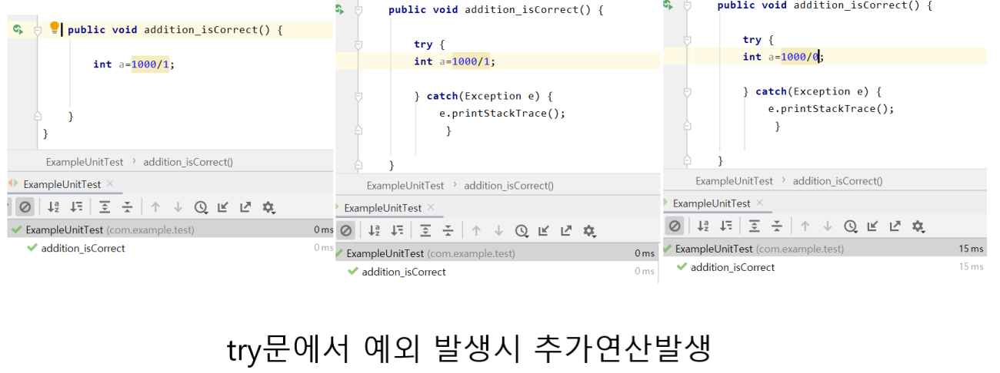 public void addition_isCorrect() {
int a=1000/1;
}
}
ExampleUnitTest › addition_isCorrect()
ExampleUnitTest ×
ExampleUnitTest (com.example.test) 0 ms
addition_isCorrect 0 ms
public void addition_isCorrect() {
try {
int a=1000/1;
} catch(Exception e) {
e.printStackTrace();
}
}
ExampleUnitTest › addition_isCorrect()
ExampleUnitTest ×
ExampleUnitTest (com.example.test) 0 ms
addition_isCorrect 0 ms
public void addition_isCorrect() {
try {
int a=1000/0;
} catch(Exception e) {
e.printStackTrace();
}
}
ExampleUnitTest › addition_isCorrect()
ExampleUnitTest ×
ExampleUnitTest (com.example.test) 15 ms
addition_isCorrect 15 ms
try문에서 예외 발생시 추가연산발생